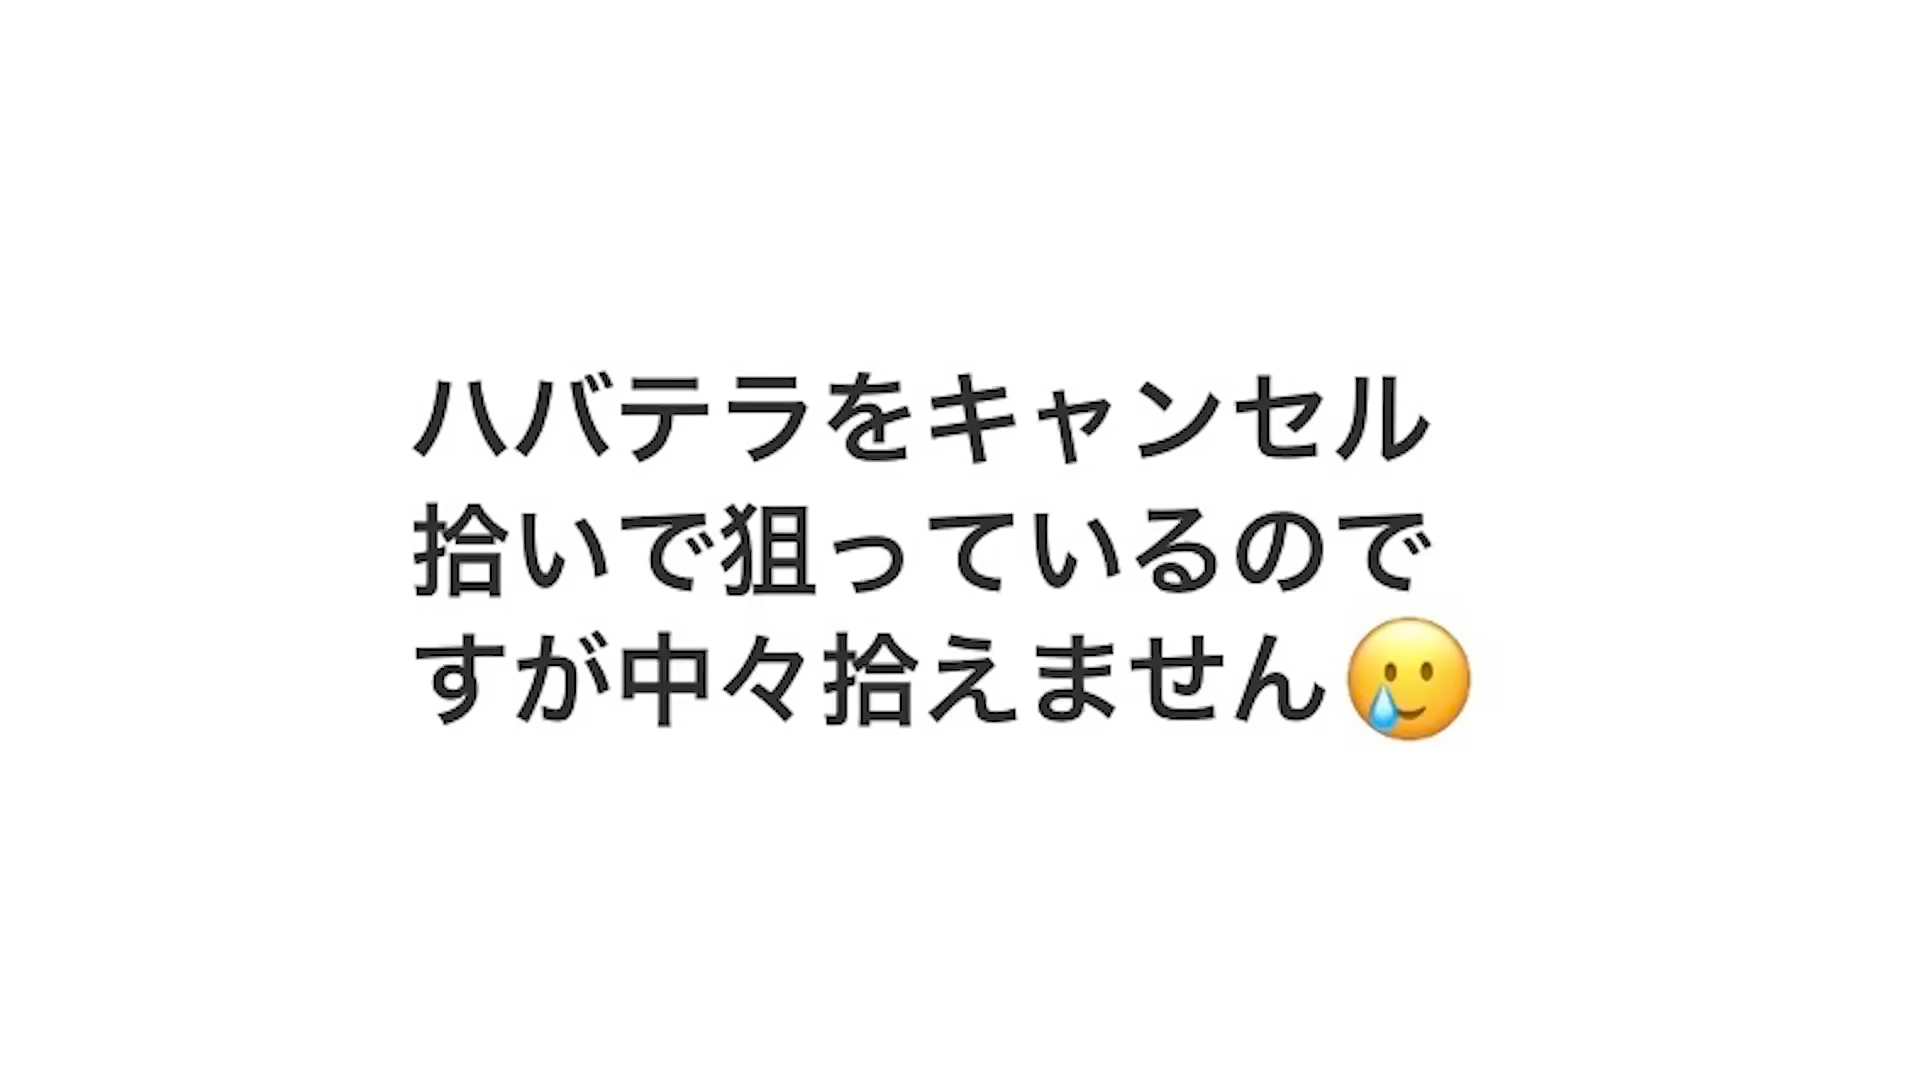 ハバテラをキャンセル
拾いで狙っているので
すが中々拾えません🥲